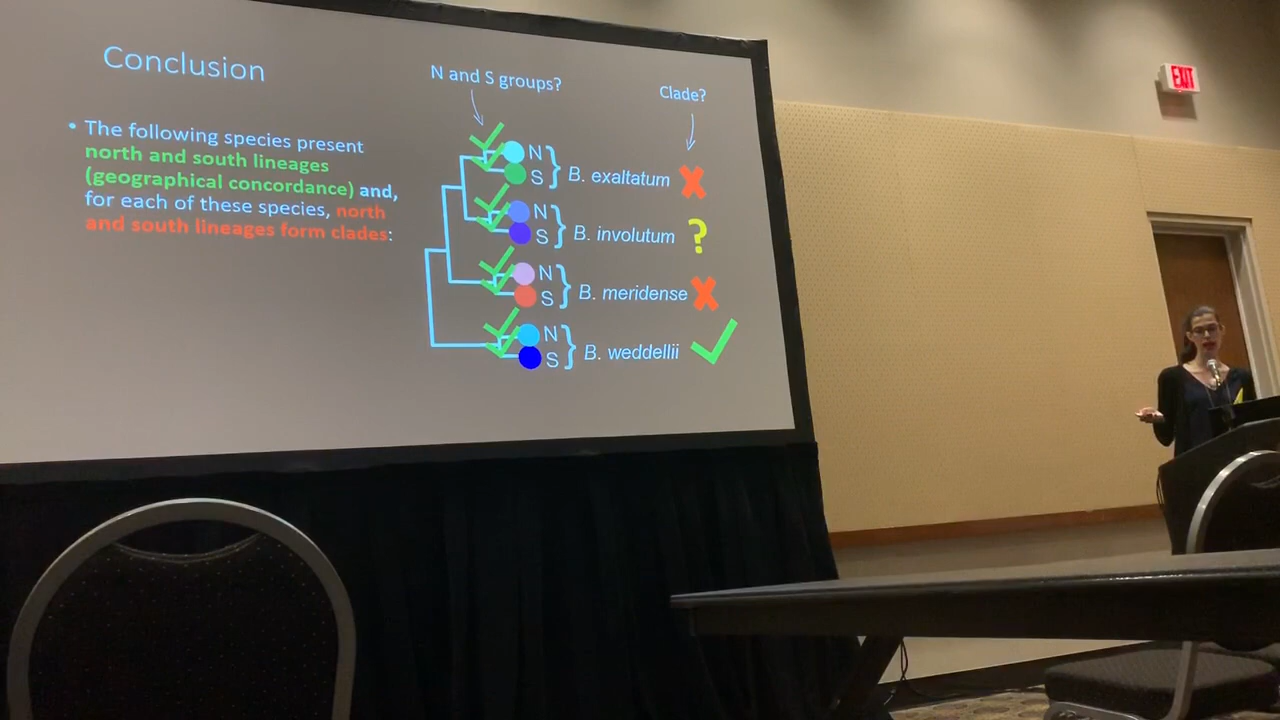 Conclusion
• The following species present
north and south lineages
(geographical concordance) and,
for each of these species, north
and south lineages form clades:
N and S groups?
Clade?
N
S
B. exaltatum
N
S
B. involutum
?
N
S
B. meridense
N
S
B. weddellii
EXIT